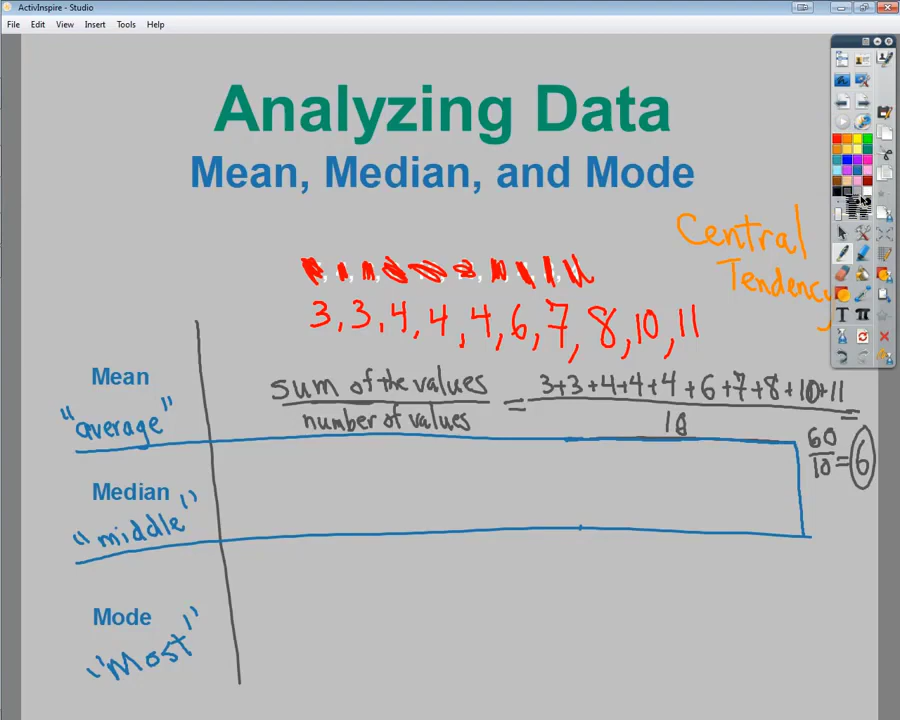 ActivInspire - Studio
File Edit View Insert Tools Help
Analyzing Data
Mean, Median, and Mode
Central
Tendency
3, 3, 4, 4, 4, 6, 7, 8, 10, 11
Mean
"average"
sum of the values
number of values
=
3+3+4+4+4+6+7+8+10+11
10
=
60
10
= 6
Median
"middle"
Mode
"Most"